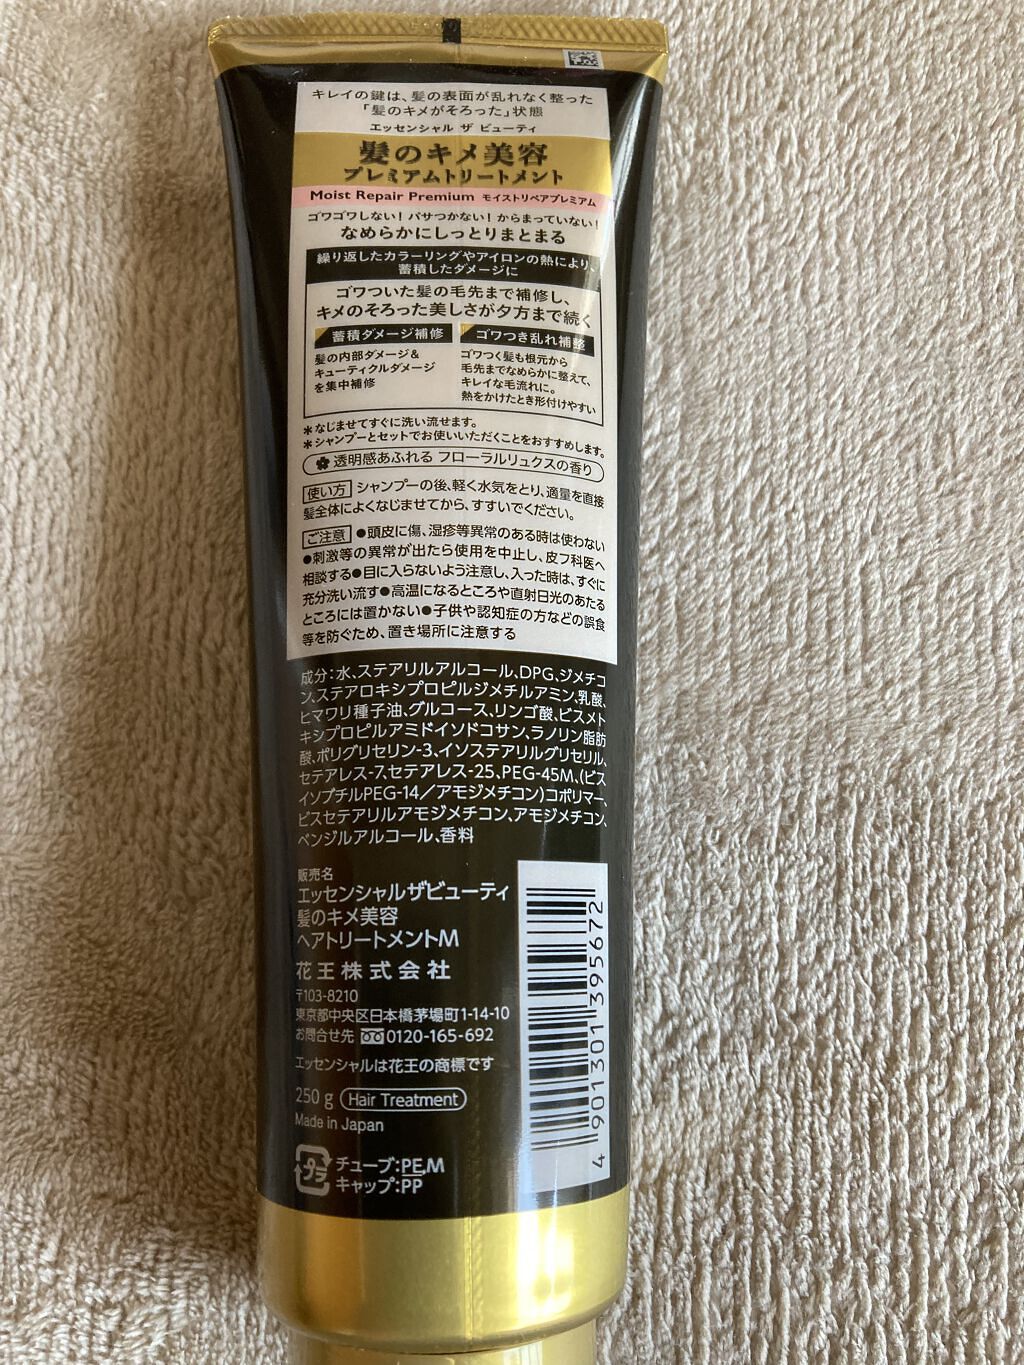 キレイの鍵は、髪の表面が乱れなく整った
「髪のキメがそろった」状態
エッセンシャル ザ ビューティ
髪のキメ美容
プレミアムトリートメント
Moist Repair Premium モイストリペアプレミアム
ゴワゴワしない！パサつかない！からまっていない！
なめらかにしっとりまとまる
繰り返したカラーリングやアイロンの熱により、
蓄積したダメージに
ゴワついた髪の毛先まで補修し、
キメのそろった美しさが夕方まで続く
蓄積ダメージ補修
髪の内部ダメージ＆
キューティクルダメージ
を集中補修
ゴワつき乱れ補整
ゴワつく髪も根元から
毛先までなめらかに整えて、
キレイな毛流れに。
熱をかけたとき形付けやすい
＊なじませてすぐに洗い流せます。
＊シャンプーとセットでお使いいただくことをおすすめします。
透明感あふれる フローラルリュクスの香り
使い方 シャンプーの後、軽く水気をとり、適量を直接
髪全体によくなじませてから、すすいでください。
ご注意 ●頭皮に傷、湿疹等異常のある時は使わない
●刺激等の異常が出たら使用を中止し、皮フ科医へ
相談する●目に入らないよう注意し、入った時は、すぐに
充分洗い流す●高温になるところや直射日光のあたる
ところには置かない●子供や認知症の方などの誤食
等を防ぐため、置き場所に注意する
成分：水、ステアリルアルコール、DPG、ジメチコ
ン、ステアロキシプロピルジメチルアミン、乳酸、
ヒマワリ種子油、グルコース、リンゴ酸、ビスメト
キシプロピルアミドイソドコサン、ラノリン脂肪
酸、ポリグリセリン-3、イソステアリルグリセリル、
セテアレス-7、セテアレス-25、PEG-45M、(ビス
イソブチルPEG-14／アモジメチコン)コポリマー、
ビスセテアリルアモジメチコン、アモジメチコン、
ベンジルアルコール、香料
販売名
エッセンシャルザビューティ
髪のキメ美容
ヘアトリートメントM
花王株式会社
〒103-8210
東京都中央区日本橋茅場町1-14-10
お問合せ先 0120-165-692
エッセンシャルは花王の商標です
250 g Hair Treatment
Made in Japan
プラ チューブ:PE,M
キャップ:PP
4 901301 395672